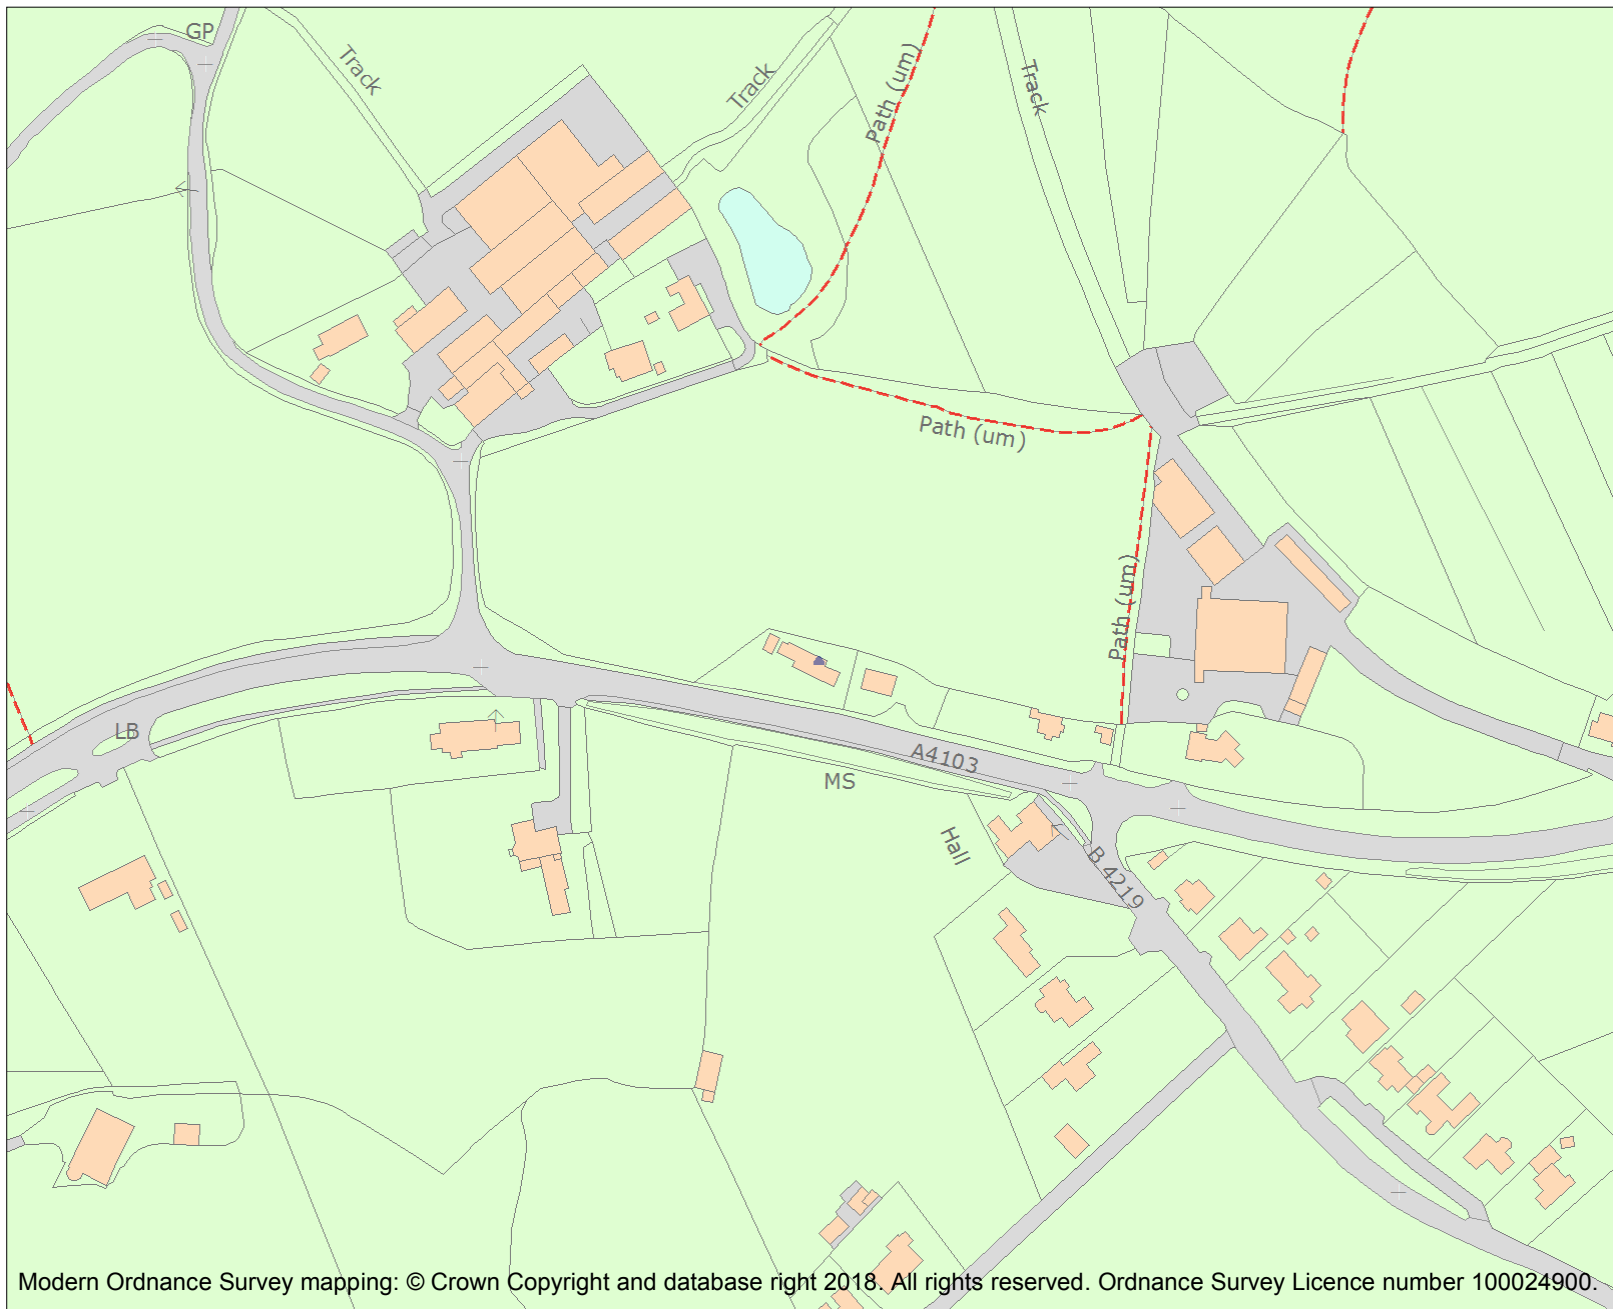 GP
Track
Track
Path (um)
Track
Path (um)
Path (um)
LB
A4103
MS
Hall
B 4219
Modern Ordnance Survey mapping: © Crown Copyright and database right 2018. All rights reserved. Ordnance Survey Licence number 100024900.